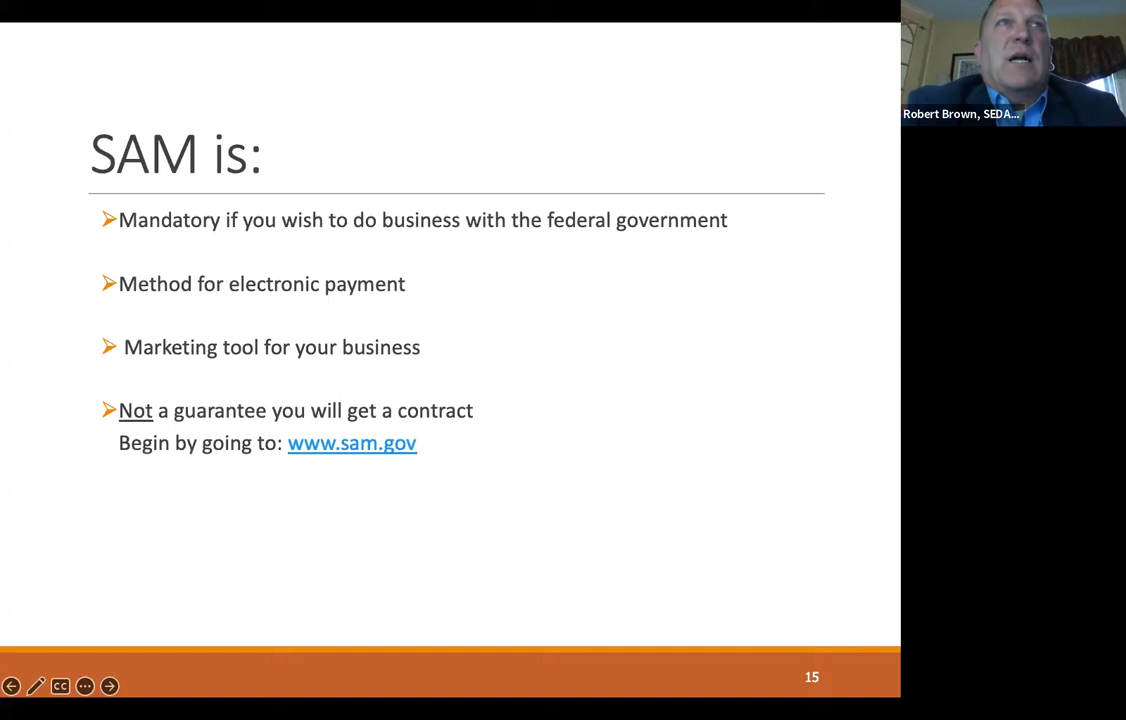 SAM is:
Mandatory if you wish to do business with the federal government
Method for electronic payment
Marketing tool for your business
Not a guarantee you will get a contract
Begin by going to: www.sam.gov
15
CC
Robert Brown, SEDA...